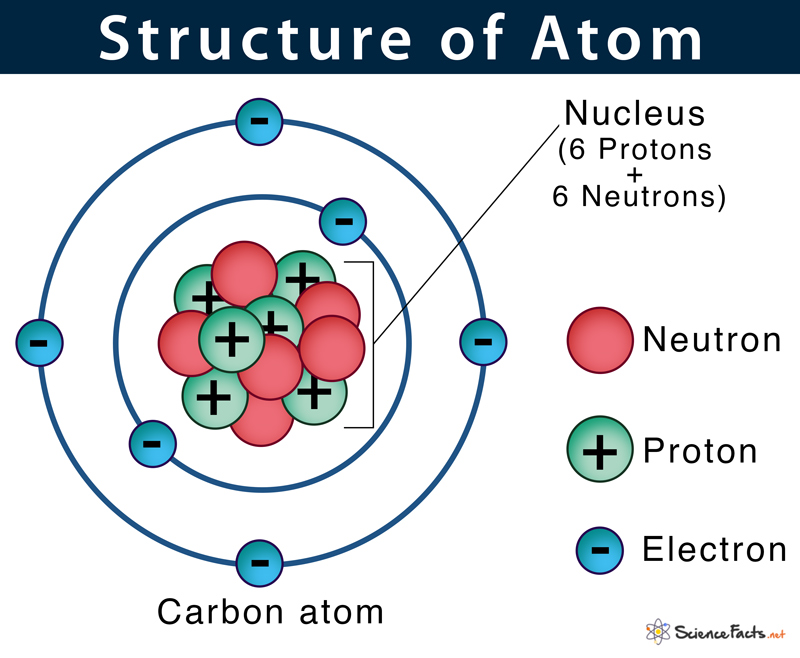 Structure of Atom
Nucleus
(6 Protons
+
6 Neutrons)
-
-
+
+
+
+
-
-
+
+
-
-
Neutron
+
Proton
-
Electron
Carbon atom
ScienceFacts.net